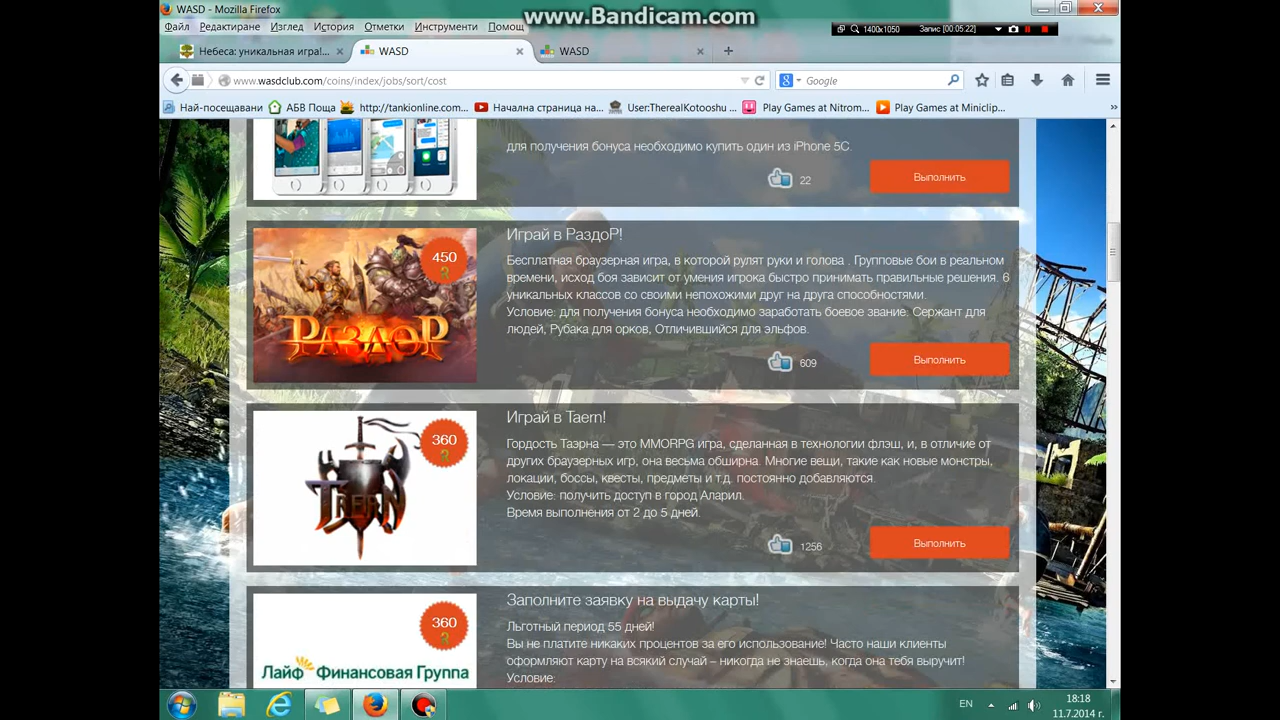 WASD - Mozilla Firefox
www.Bandicam.com
Файл Редактиране Изглед История Отметки Инструменти Помощ
1400x1050 Запис [00:05:22]
Небеса: уникальная игра!...
WASD
WASD
www.wasdclub.com/coins/index/jobs/sort/cost
Google
Най-посещавани АБВ Поща http://tankionline.com... Начална страница на... User:TherealKotooshu ... Play Games at Nitrom... Play Games at Miniclip...
для получения бонуса необходимо купить один из iPhone 5C.
22
Выполнить
Играй в РаздоР!
450
Бесплатная браузерная игра, в которой рулят руки и голова . Групповые бои в реальном
времени, исход боя зависит от умения игрока быстро принимать правильные решения. 6
уникальных классов со своими непохожими друг на друга способностями.
Условие: для получения бонуса необходимо заработать боевое звание: Сержант для
людей, Рубака для орков, Отличившийся для эльфов.
РАЗДОР
609
Выполнить
Играй в Taern!
360
Гордость Таэрна — это MMORPG игра, сделанная в технологии флэш, и, в отличие от
других браузерных игр, она весьма обширна. Многие вещи, такие как новые монстры,
локации, боссы, квесты, предметы и т.д. постоянно добавляются.
Условие: получить доступ в город Аларил.
Время выполнения от 2 до 5 дней.
TAERN
1256
Выполнить
Заполните заявку на выдачу карты!
360
Льготный период 55 дней!
Вы не платите никаких процентов за его использование! Часто наши клиенты
оформляют карту на всякий случай – никогда не знаешь, когда она тебя выручит!
Условие:
Лайф Финансовая Группа
EN
18:18
11.7.2014 г.